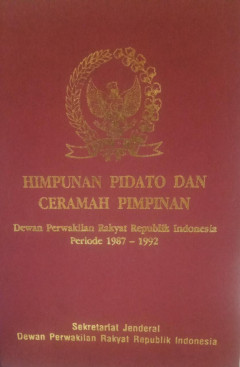 HIMPUNAN PIDATO DAN
CERAMAH PIMPINAN
Dewan Perwakilan Rakyat Republik Indonesia
Periode 1987 - 1992
Sekretariat Jenderal
Dewan Perwakilan Rakyat Republik Indonesia